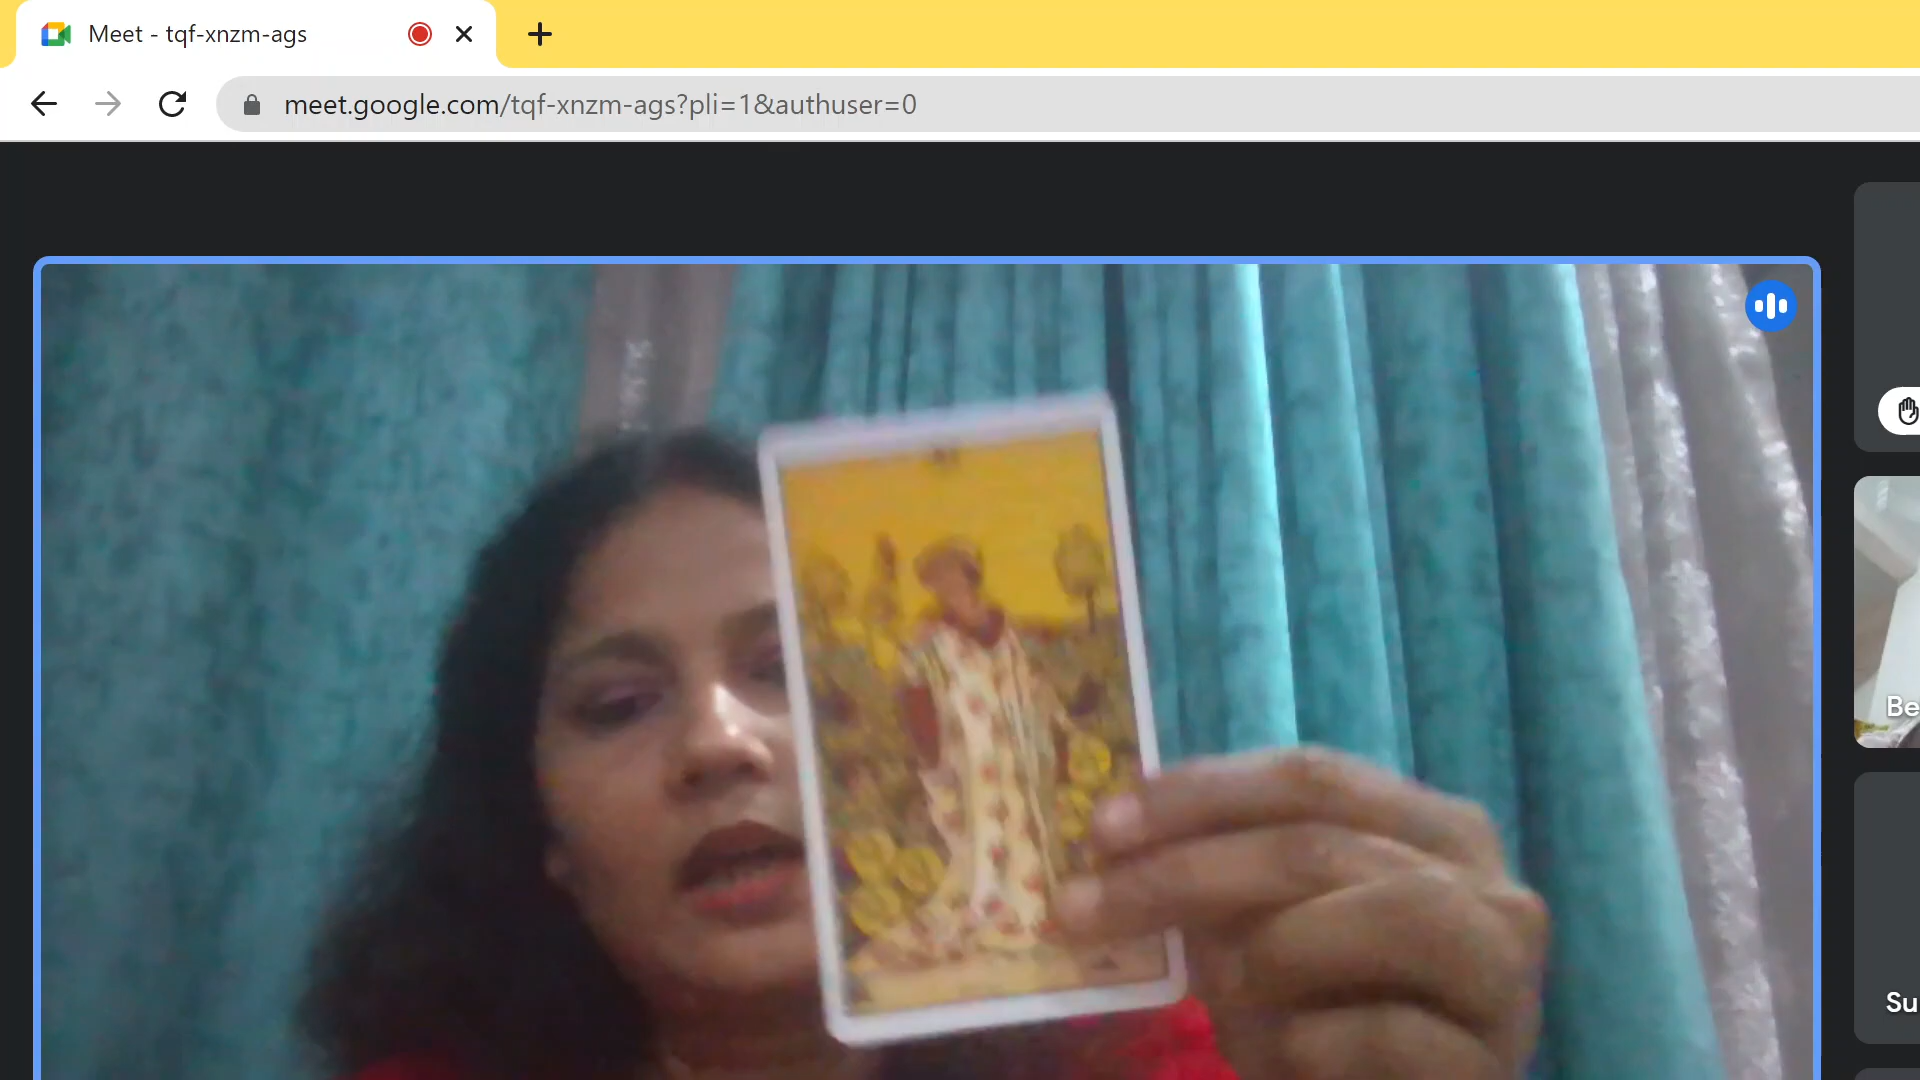 Meet - tqf-xnzm-ags
meet.google.com/tqf-xnzm-ags?pli=1&authuser=0
Be
Su